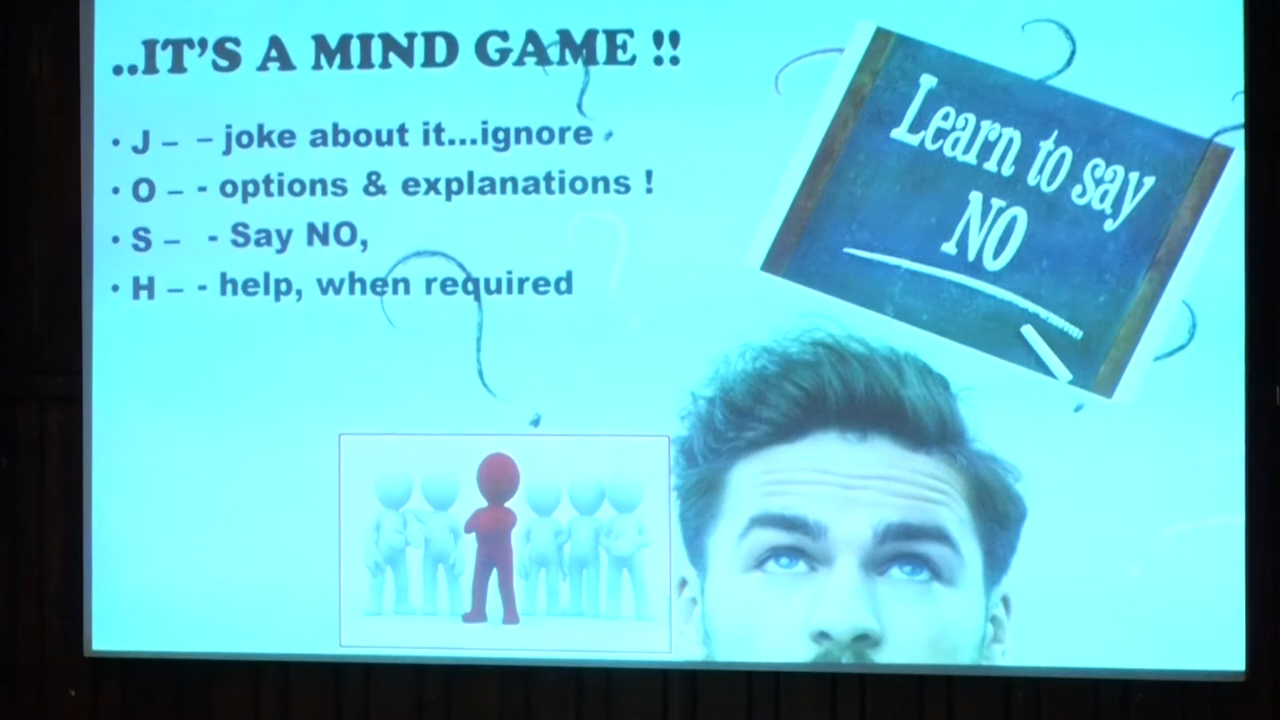 ..IT'S A MIND GAME !!
• J – – joke about it...ignore
• O – - options & explanations !
• S – - Say NO,
• H – - help, when required
Learn to say
NO